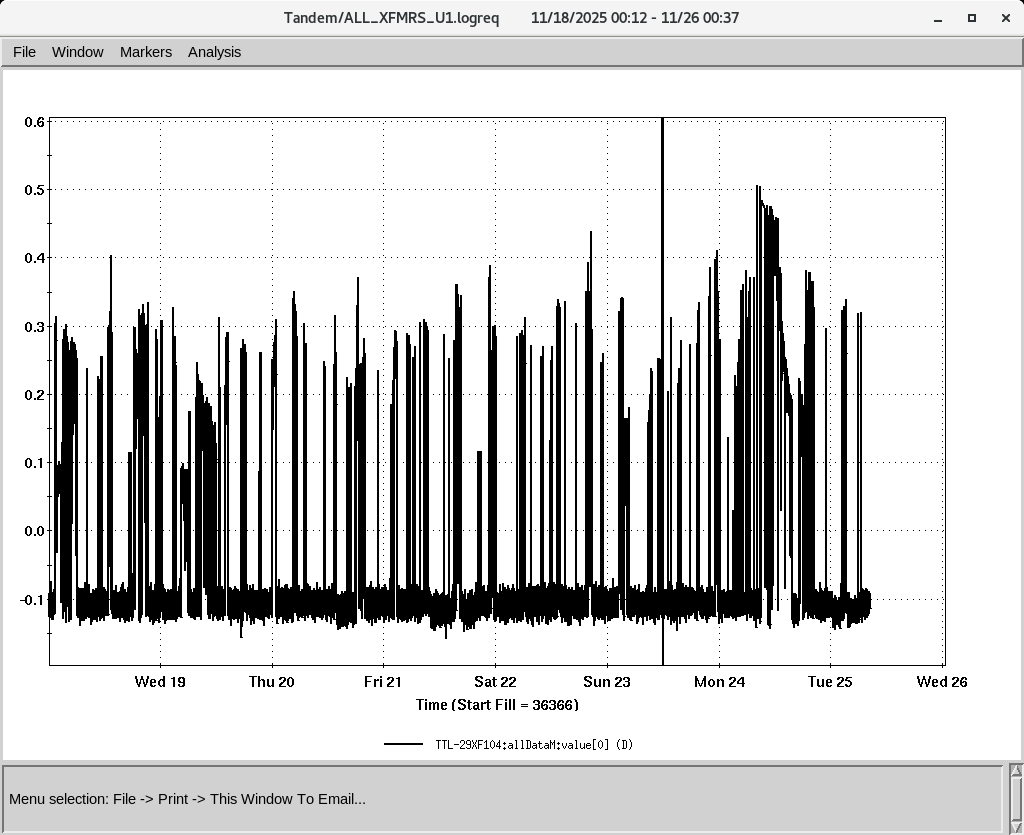 Tandem/ALL_XFMRS_U1.logreq 11/18/2025 00:12 - 11/26 00:37
File Window Markers Analysis
0.6
0.5
0.4
0.3
0.2
0.1
0.0
-0.1
Wed 19 Thu 20 Fri 21 Sat 22 Sun 23 Mon 24 Tue 25 Wed 26
Time (Start Fill = 36366)
TTL-29XF104:allDataM:value[0] (D)
Menu selection: File -> Print -> This Window To Email...